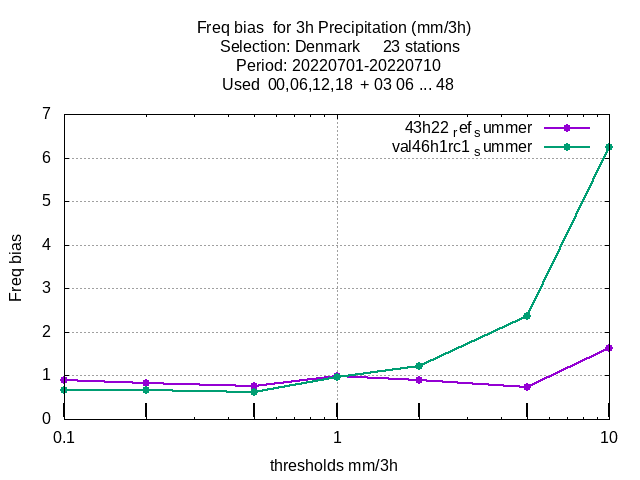 Freq bias  for 3h Precipitation (mm/3h)
Selection: Denmark     23 stations
Period: 20220701-20220710
Used  00,06,12,18  + 03 06 ... 48
7
6
5
4
3
2
1
0
Freq bias
43h22 ref summer
val46h1rc1 summer
0.1
1
10
thresholds mm/3h